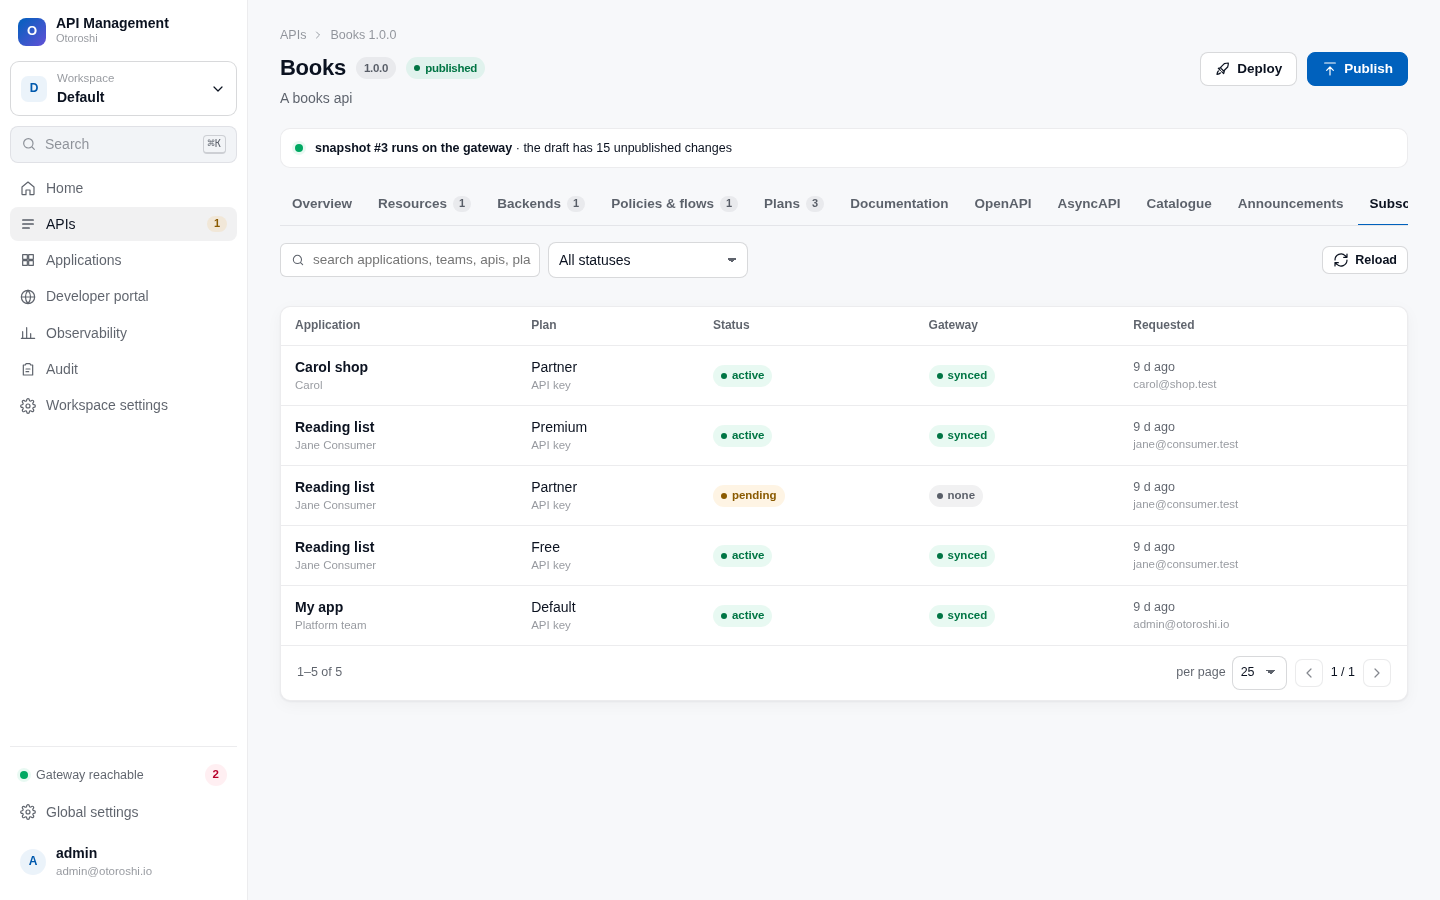 O
API Management
Otoroshi
D
Workspace
Default
Search
⌘K
Home
APIs
1
Applications
Developer portal
Observability
Audit
Workspace settings
Gateway reachable
2
Global settings
A
admin
admin@otoroshi.io
APIs
Books 1.0.0
Books
1.0.0
published
Deploy
Publish
A books api
snapshot #3 runs on the gateway · the draft has 15 unpublished changes
Overview
Resources 1
Backends 1
Policies & flows 1
Plans 3
Documentation
OpenAPI
AsyncAPI
Catalogue
Announcements
Subsc
search applications, teams, apis, pla
All statuses
Reload
Application Plan Status Gateway Requested
Carol shop Partner active synced 9 d ago
Carol API key carol@shop.test
Reading list Premium active synced 9 d ago
Jane Consumer API key jane@consumer.test
Reading list Partner pending none 9 d ago
Jane Consumer API key jane@consumer.test
Reading list Free active synced 9 d ago
Jane Consumer API key jane@consumer.test
My app Default active synced 9 d ago
Platform team API key admin@otoroshi.io
1–5 of 5
per page 25 1 / 1